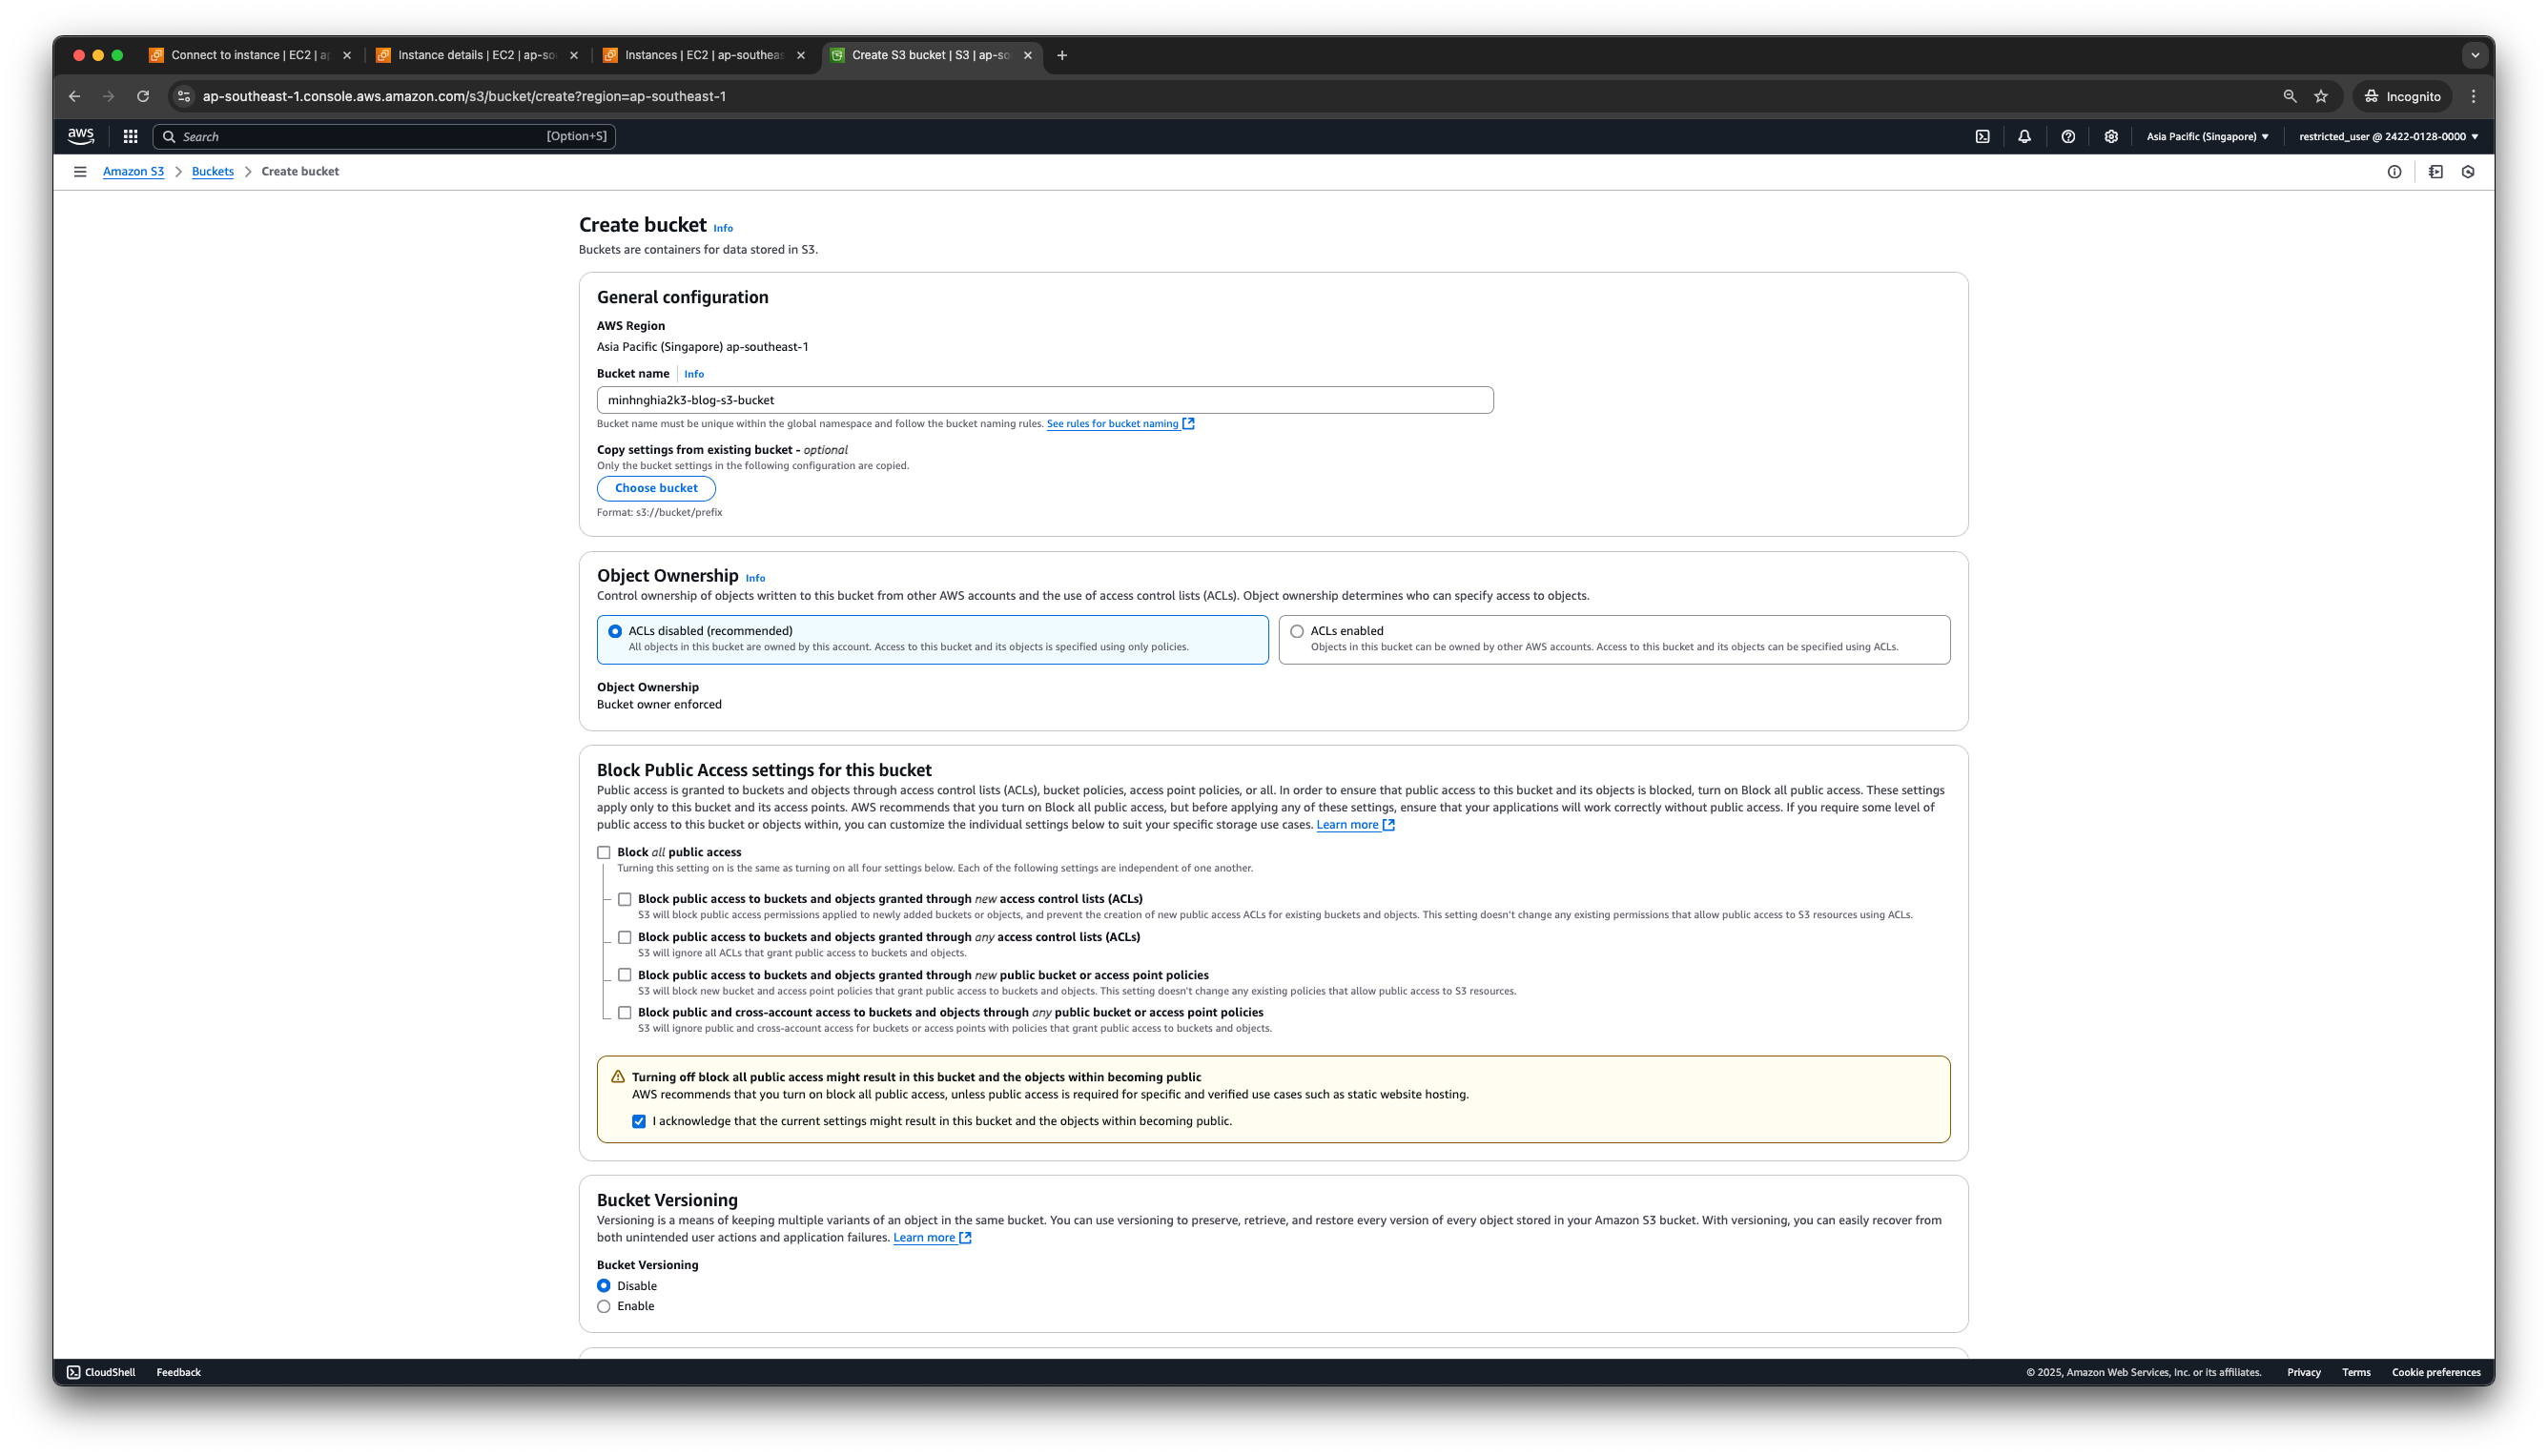 Connect to instance | EC2 | ap
Instance details | EC2 | ap-sou
Instances | EC2 | ap-southeas
Create S3 bucket | S3 | ap-so
ap-southeast-1.console.aws.amazon.com/s3/bucket/create?region=ap-southeast-1
Incognito
aws
Search
[Option+S]
Asia Pacific (Singapore)
restricted_user @ 2422-0128-0000
Amazon S3
Buckets
Create bucket
Create bucket Info
Buckets are containers for data stored in S3.
General configuration
AWS Region
Asia Pacific (Singapore) ap-southeast-1
Bucket name Info
minhnghia2k3-blog-s3-bucket
Bucket name must be unique within the global namespace and follow the bucket naming rules. See rules for bucket naming
Copy settings from existing bucket - optional
Only the bucket settings in the following configuration are copied.
Choose bucket
Format: s3://bucket/prefix
Object Ownership Info
Control ownership of objects written to this bucket from other AWS accounts and the use of access control lists (ACLs). Object ownership determines who can specify access to objects.
ACLs disabled (recommended)
All objects in this bucket are owned by this account. Access to this bucket and its objects is specified using only policies.
ACLs enabled
Objects in this bucket can be owned by other AWS accounts. Access to this bucket and its objects can be specified using ACLs.
Object Ownership
Bucket owner enforced
Block Public Access settings for this bucket
Public access is granted to buckets and objects through access control lists (ACLs), bucket policies, access point policies, or all. In order to ensure that public access to this bucket and its objects is blocked, turn on Block all public access. These settings
apply only to this bucket and its access points. AWS recommends that you turn on Block all public access, but before applying any of these settings, ensure that your applications will work correctly without public access. If you require some level of
public access to this bucket or objects within, you can customize the individual settings below to suit your specific storage use cases. Learn more
Block all public access
Turning this setting on is the same as turning on all four settings below. Each of the following settings are independent of one another.
Block public access to buckets and objects granted through new access control lists (ACLs)
S3 will block public access permissions applied to newly added buckets or objects, and prevent the creation of new public access ACLs for existing buckets and objects. This setting doesn't change any existing permissions that allow public access to S3 resources using ACLs.
Block public access to buckets and objects granted through any access control lists (ACLs)
S3 will ignore all ACLs that grant public access to buckets and objects.
Block public access to buckets and objects granted through new public bucket or access point policies
S3 will block new bucket and access point policies that grant public access to buckets and objects. This setting doesn't change any existing policies that allow public access to S3 resources.
Block public and cross-account access to buckets and objects through any public bucket or access point policies
S3 will ignore public and cross-account access for buckets or access points with policies that grant public access to buckets and objects.
Turning off block all public access might result in this bucket and the objects within becoming public
AWS recommends that you turn on block all public access, unless public access is required for specific and verified use cases such as static website hosting.
I acknowledge that the current settings might result in this bucket and the objects within becoming public.
Bucket Versioning
Versioning is a means of keeping multiple variants of an object in the same bucket. You can use versioning to preserve, retrieve, and restore every version of every object stored in your Amazon S3 bucket. With versioning, you can easily recover from
both unintended user actions and application failures. Learn more
Bucket Versioning
Disable
Enable
CloudShell
Feedback
© 2025, Amazon Web Services, Inc. or its affiliates.
Privacy
Terms
Cookie preferences